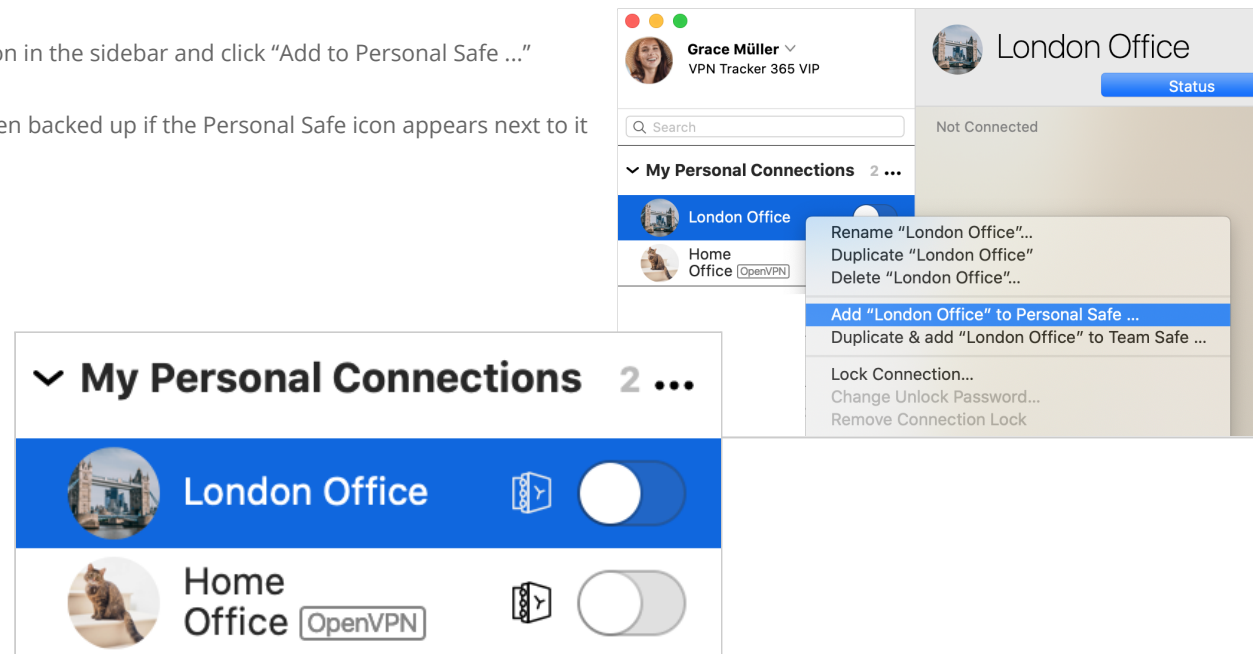 on in the sidebar and click “Add to Personal Safe ...”
en backed up if the Personal Safe icon appears next to it
Grace Müller
VPN Tracker 365 VIP
Search
My Personal Connections 2 •••
London Office
Home
Office OpenVPN
London Office
Status
Not Connected
Rename “London Office”...
Duplicate “London Office”
Delete “London Office”...
Add “London Office” to Personal Safe ...
Duplicate & add “London Office” to Team Safe ...
Lock Connection...
Change Unlock Password...
Remove Connection Lock
My Personal Connections 2 •••
London Office
Home
Office OpenVPN